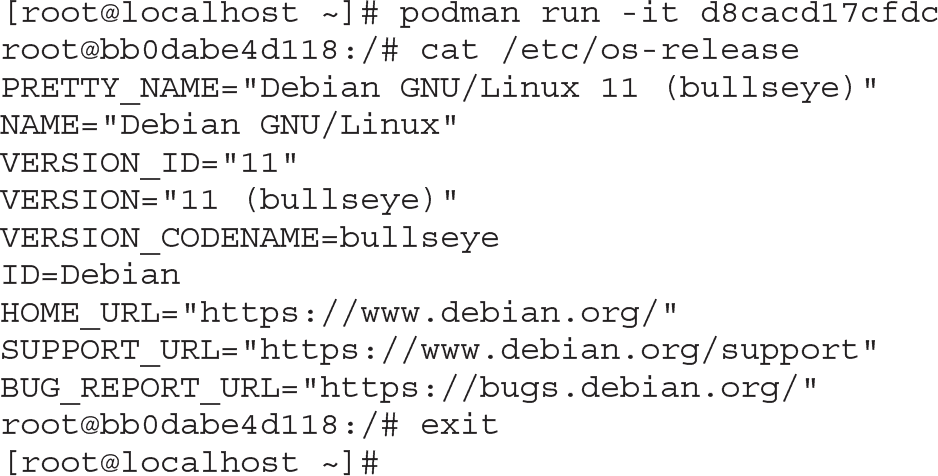 [root@localhost ~]# podman run -it d8cacd17cfdc
root@bb0dabe4d118:/# cat /etc/os-release
PRETTY_NAME="Debian GNU/Linux 11 (bullseye)"
NAME="Debian GNU/Linux"
VERSION_ID="11"
VERSION="11 (bullseye)"
VERSION_CODENAME=bullseye
ID=Debian
HOME_URL="https://www.debian.org/"
SUPPORT_URL="https://www.debian.org/support"
BUG_REPORT_URL="https://bugs.debian.org/"
root@bb0dabe4d118:/# exit
[root@localhost ~]#